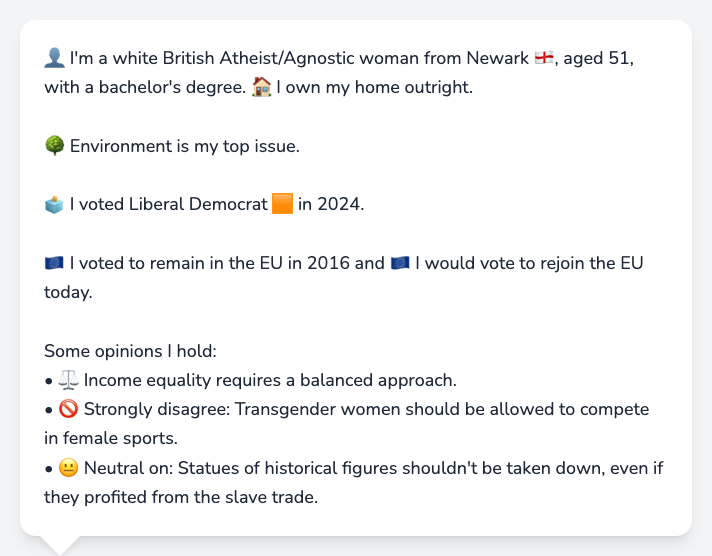 👤 I'm a white British Atheist/Agnostic woman from Newark 🏴󠁧󠁢󠁥󠁮󠁧󠁿, aged 51,
with a bachelor's degree. 🏠 I own my home outright.
🌳 Environment is my top issue.
🗳️ I voted Liberal Democrat 🟧 in 2024.
🇪🇺 I voted to remain in the EU in 2016 and 🇪🇺 I would vote to rejoin the EU
today.
Some opinions I hold:
• ⚖️ Income equality requires a balanced approach.
• 🚫 Strongly disagree: Transgender women should be allowed to compete
in female sports.
• 😐 Neutral on: Statues of historical figures shouldn't be taken down, even if
they profited from the slave trade.